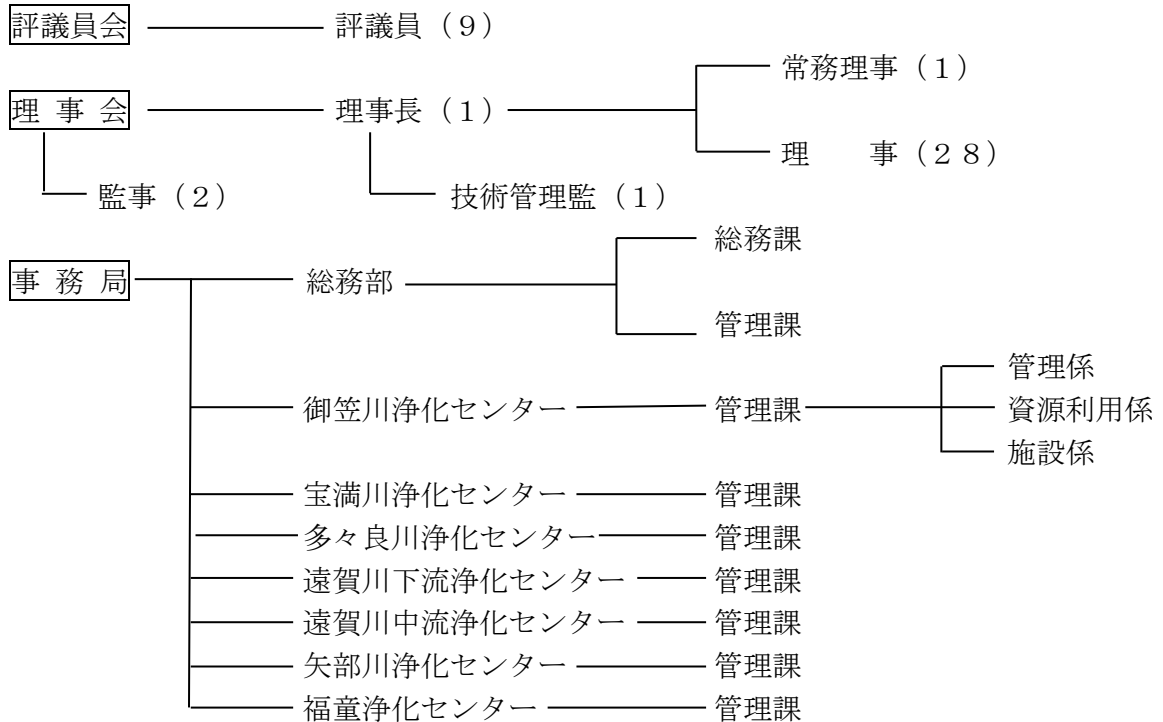 評議員会 評議員（９）
常務理事（１）
理事会 理事長（１）
理　　事（２８）
監事（２） 技術管理監（１）
総務課
事務局 総務部
管理課
管理係
御笠川浄化センター 管理課 資源利用係
施設係
宝満川浄化センター 管理課
多々良川浄化センター 管理課
遠賀川下流浄化センター 管理課
遠賀川中流浄化センター 管理課
矢部川浄化センター 管理課
福童浄化センター 管理課